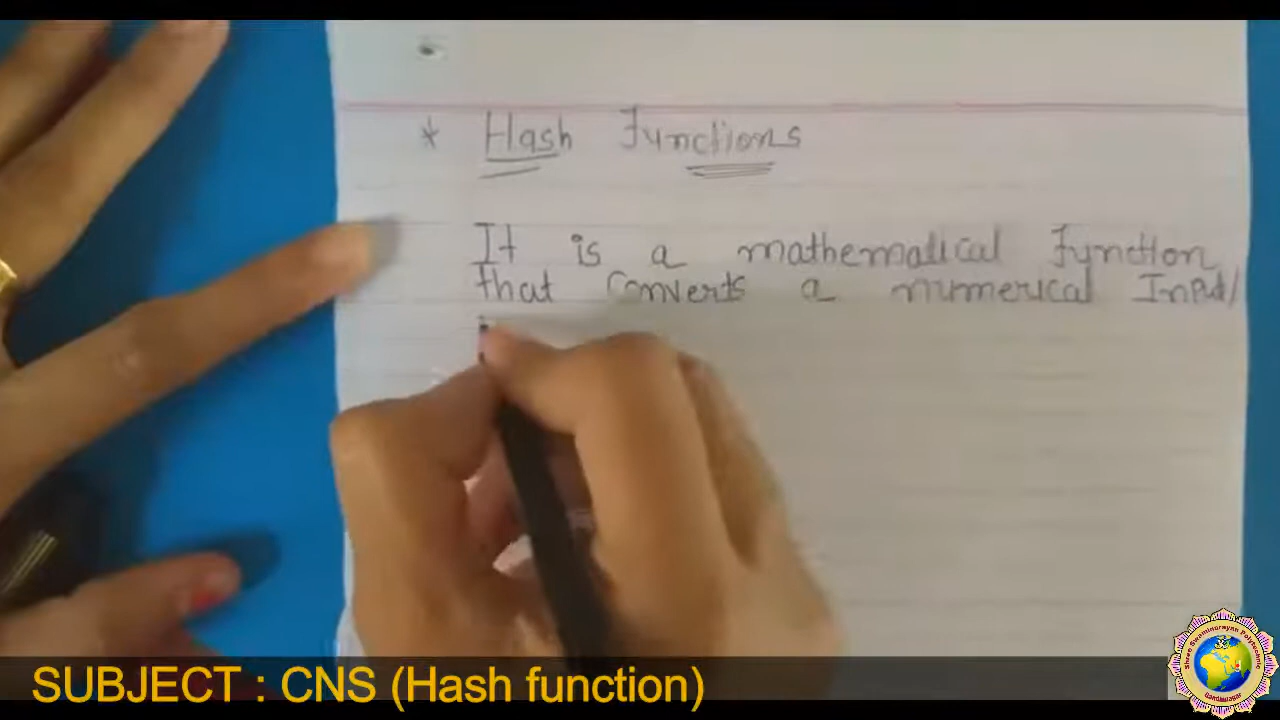 * Hash Functions
It is a mathematical function
that converts a numerical Input/
SUBJECT : CNS (Hash function)